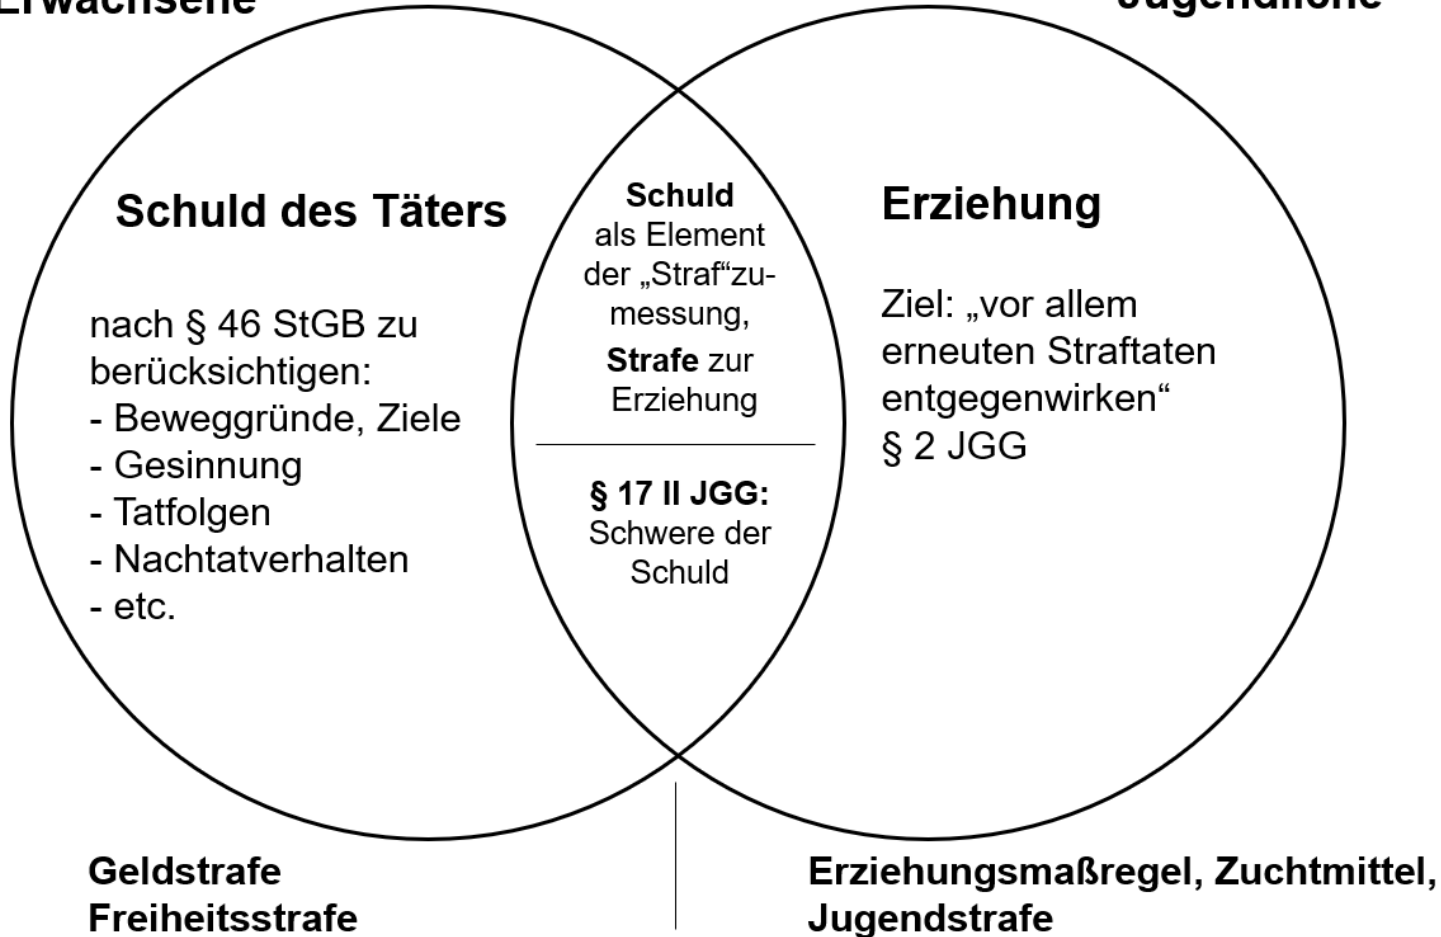 Erwachsene
Jugendliche
Schuld des Täters
nach § 46 StGB zu
berücksichtigen:
- Beweggründe, Ziele
- Gesinnung
- Tatfolgen
- Nachtatverhalten
- etc.
Schuld
als Element
der „Straf“zu-
messung,
Strafe zur
Erziehung
§ 17 II JGG:
Schwere der
Schuld
Erziehung
Ziel: „vor allem
erneuten Straftaten
entgegenwirken“
§ 2 JGG
Geldstrafe
Freiheitsstrafe
Erziehungsmaßregel, Zuchtmittel,
Jugendstrafe